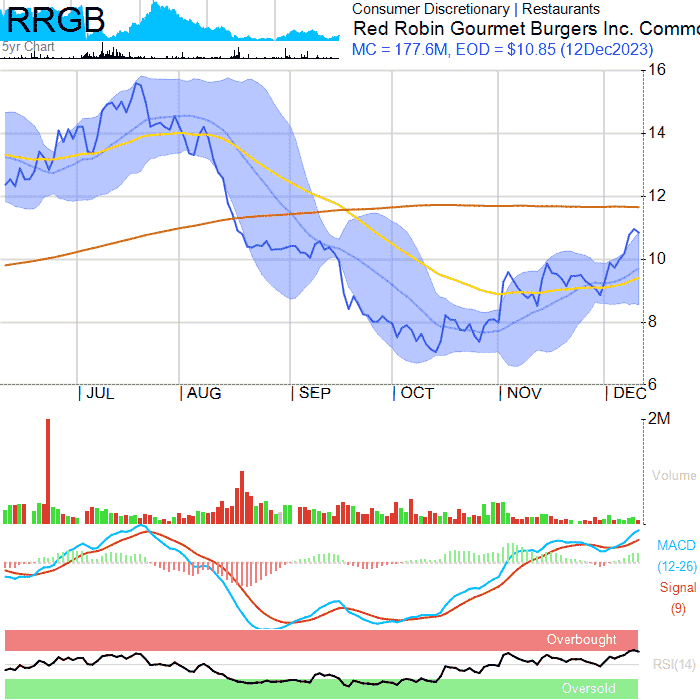 RRGB
Consumer Discretionary | Restaurants
Red Robin Gourmet Burgers Inc. Commo
5yr Chart
MC = 177.6M, EOD = $10.85 (12Dec2023)
16
14
12
10
8
6
| JUL | AUG | SEP | OCT | NOV | DEC
2M
Volume
MACD
(12-26)
Signal
(9)
Overbought
RSI(14)
Oversold